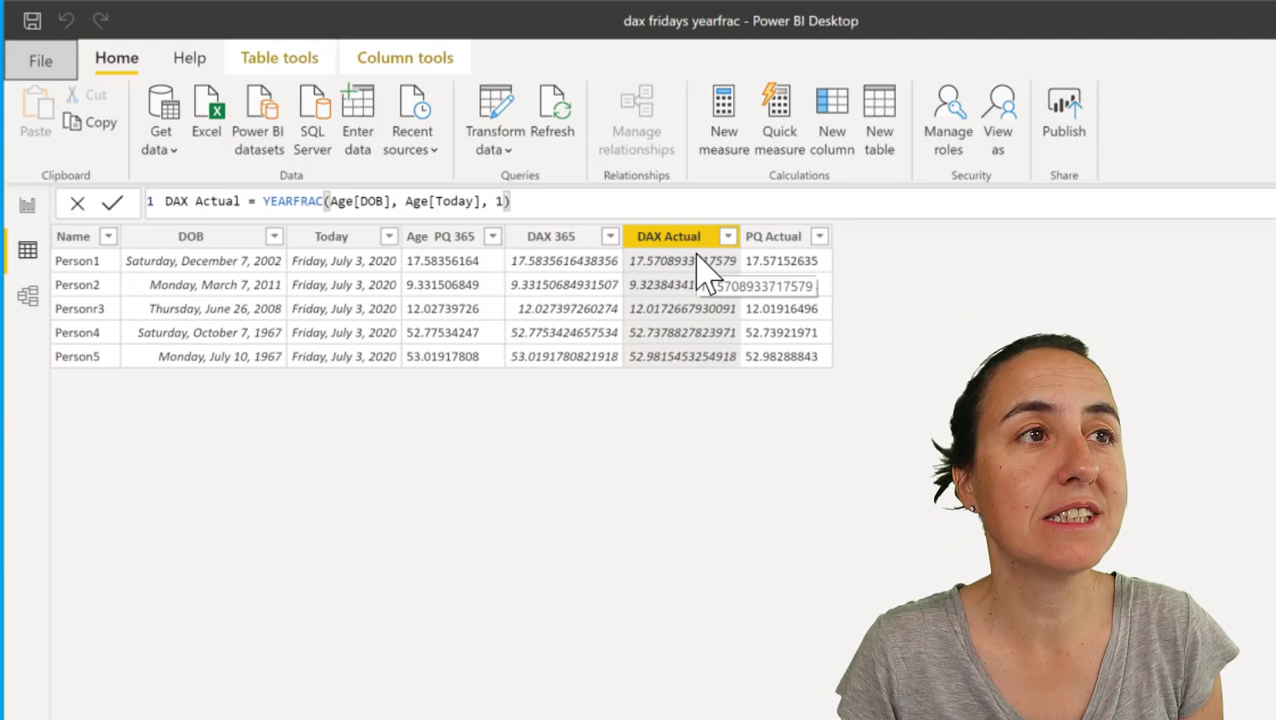 dax fridays yearfrac - Power BI Desktop
File Home Help Table tools Column tools
Paste Cut Copy Get data Excel Power BI datasets SQL Server Enter data Recent sources Transform data Refresh Manage relationships New measure Quick measure New column New table Manage roles View as Publish
Clipboard Data Queries Relationships Calculations Security Share
1 DAX Actual = YEARFRAC(Age[DOB], Age[Today], 1)
Name DOB Today Age PQ 365 DAX 365 DAX Actual PQ Actual
Person1 Saturday, December 7, 2002 Friday, July 3, 2020 17.58356164 17.5835616438356 17.57152635
Person2 Monday, March 7, 2011 Friday, July 3, 2020 9.331506849 9.33150684931507
Personr3 Thursday, June 26, 2008 Friday, July 3, 2020 12.02739726 12.027397260274 12.0172667930091 12.01916496
Person4 Saturday, October 7, 1967 Friday, July 3, 2020 52.77534247 52.7753424657534 52.7378827823971 52.73921971
Person5 Monday, July 10, 1967 Friday, July 3, 2020 53.01917808 53.0191780821918 52.9815453254918 52.98288843